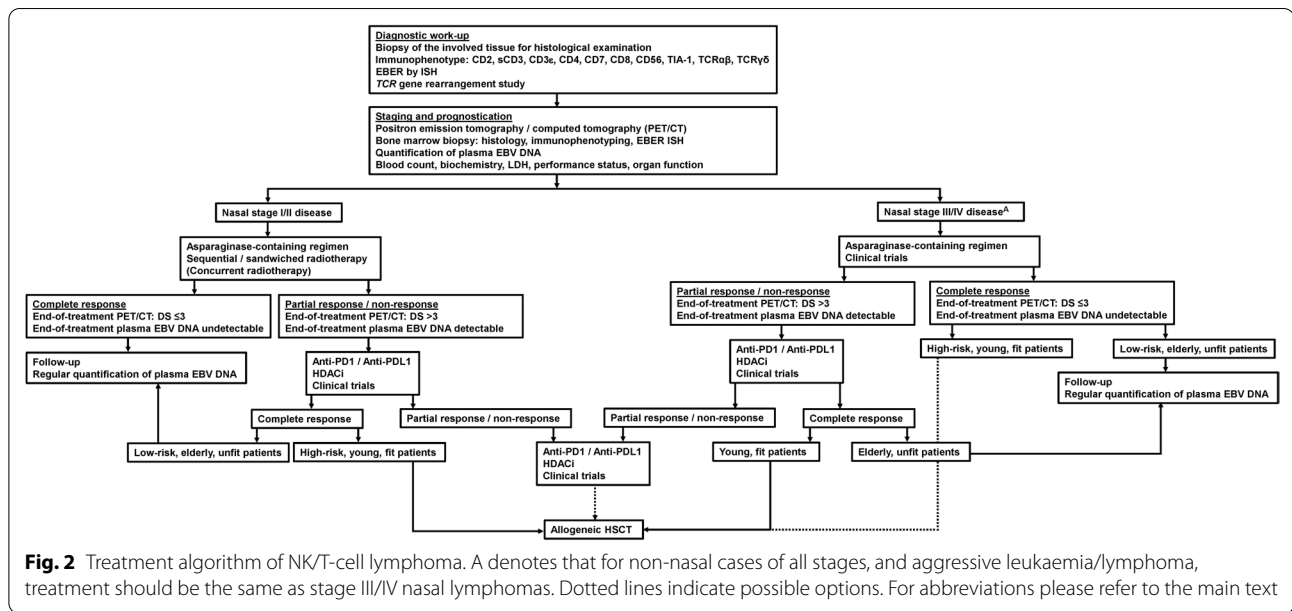 Diagnostic work-up
Biopsy of the involved tissue for histological examination
Immunophenotype: CD2, sCD3, CD3ε, CD4, CD7, CD8, CD56, TIA-1, TCRαβ, TCRγδ
EBER by ISH
TCR gene rearrangement study
Staging and prognostication
Positron emission tomography / computed tomography (PET/CT)
Bone marrow biopsy: histology, immunophenotyping, EBER ISH
Quantification of plasma EBV DNA
Blood count, biochemistry, LDH, performance status, organ function
Nasal stage I/II disease
Asparaginase-containing regimen
Sequential / sandwiched radiotherapy
(Concurrent radiotherapy)
Complete response
End-of-treatment PET/CT: DS ≤3
End-of-treatment plasma EBV DNA undetectable
Partial response / non-response
End-of-treatment PET/CT: DS >3
End-of-treatment plasma EBV DNA detectable
Follow-up
Regular quantification of plasma EBV DNA
Anti-PD1 / Anti-PDL1
HDACi
Clinical trials
Complete response
Partial response / non-response
Low-risk, elderly, unfit patients
High-risk, young, fit patients
Anti-PD1 / Anti-PDL1
HDACi
Clinical trials
Nasal stage III/IV disease^A
Asparaginase-containing regimen
Clinical trials
Partial response / non-response
End-of-treatment PET/CT: DS >3
End-of-treatment plasma EBV DNA detectable
Complete response
End-of-treatment PET/CT: DS ≤3
End-of-treatment plasma EBV DNA undetectable
Anti-PD1 / Anti-PDL1
HDACi
Clinical trials
High-risk, young, fit patients
Low-risk, elderly, unfit patients
Follow-up
Regular quantification of plasma EBV DNA
Partial response / non-response
Complete response
Young, fit patients
Elderly, unfit patients
Allogeneic HSCT
Fig. 2 Treatment algorithm of NK/T-cell lymphoma. A denotes that for non-nasal cases of all stages, and aggressive leukaemia/lymphoma,
treatment should be the same as stage III/IV nasal lymphomas. Dotted lines indicate possible options. For abbreviations please refer to the main text